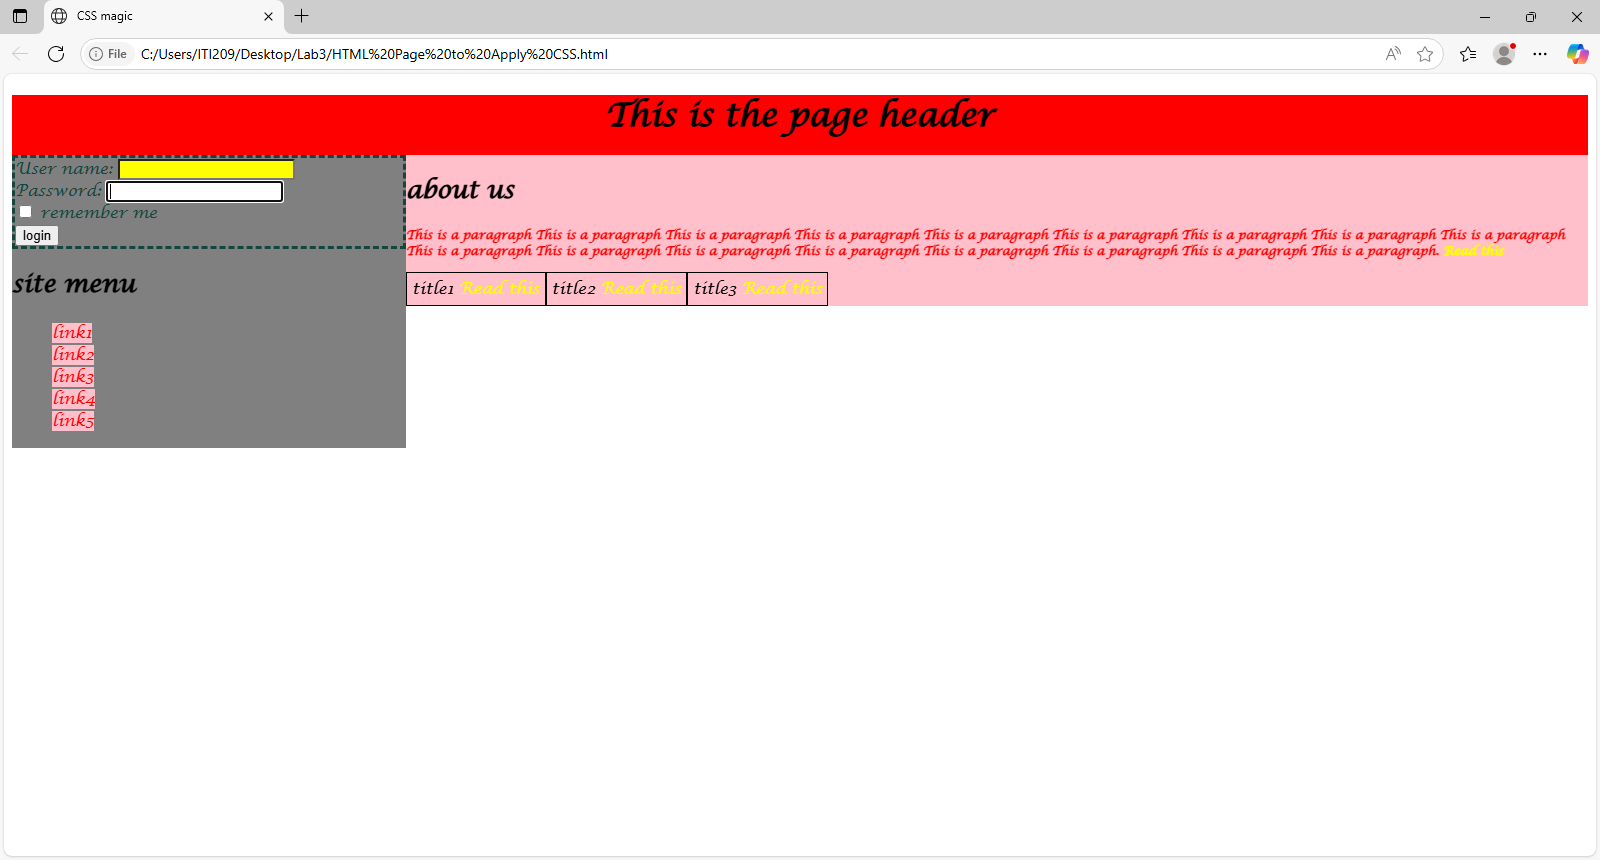 CSS magic
File
C:/Users/ITI209/Desktop/Lab3/HTML%20Page%20to%20Apply%20CSS.html
This is the page header
User name:
Password:
remember me
login
site menu
link1
link2
link3
link4
link5
about us
This is a paragraph This is a paragraph This is a paragraph This is a paragraph This is a paragraph This is a paragraph This is a paragraph This is a paragraph This is a paragraph
This is a paragraph This is a paragraph This is a paragraph This is a paragraph This is a paragraph This is a paragraph This is a paragraph This is a paragraph. Read this
title1 Read this title2 Read this title3 Read this